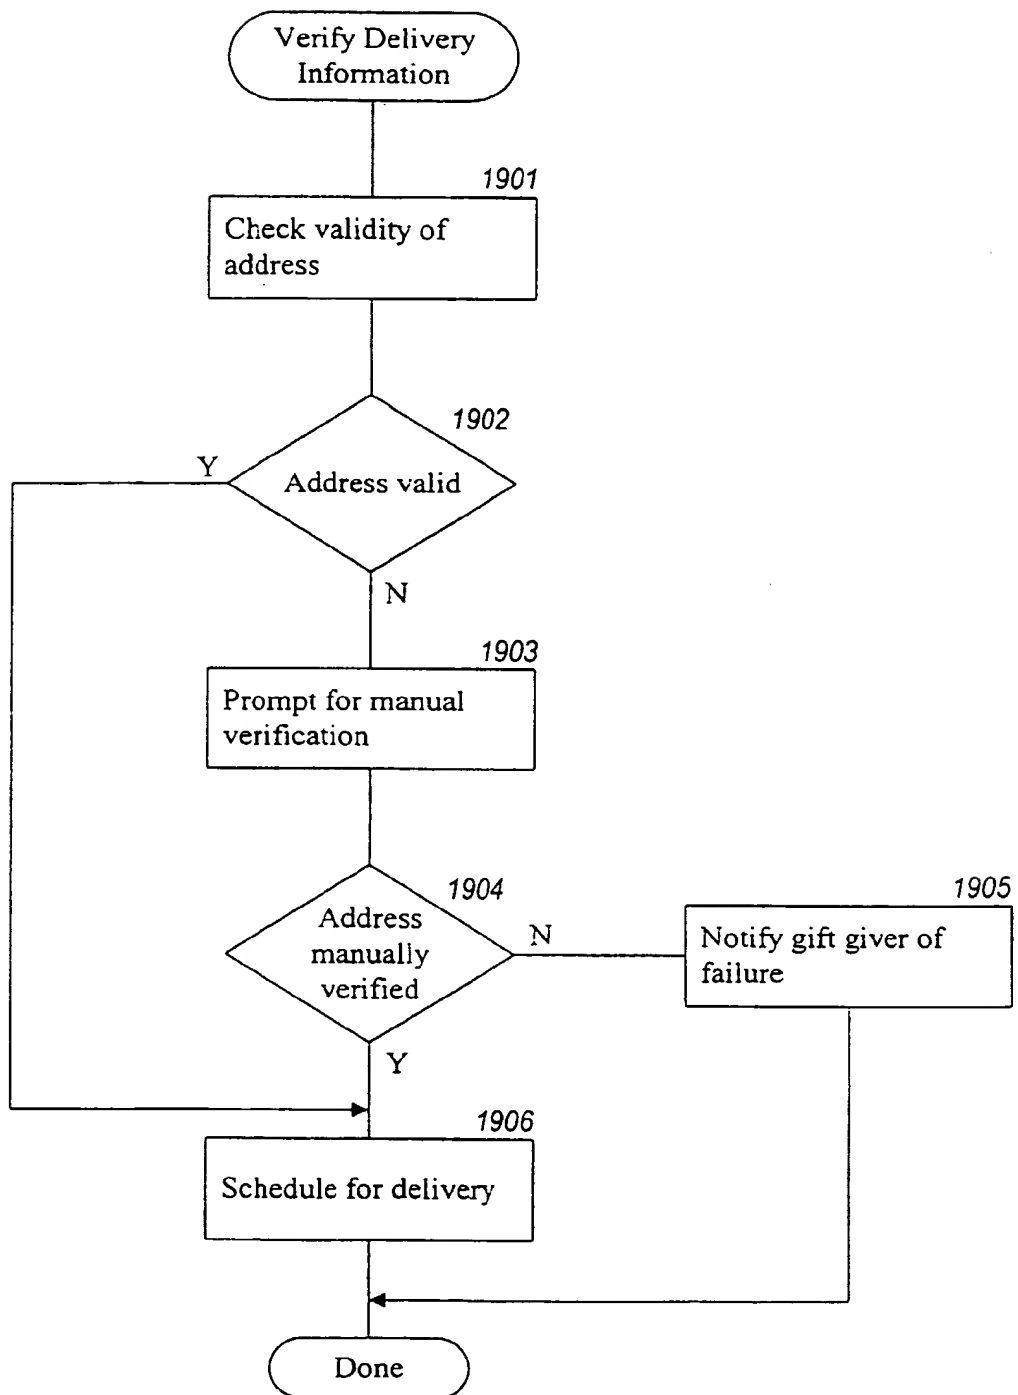 Verify Delivery
Information
1901
Check validity of
address
1902
Y
Address valid
N
1903
Prompt for manual
verification
1904
Address
manually
verified
N
1905
Notify gift giver of
failure
Y
1906
Schedule for delivery
Done